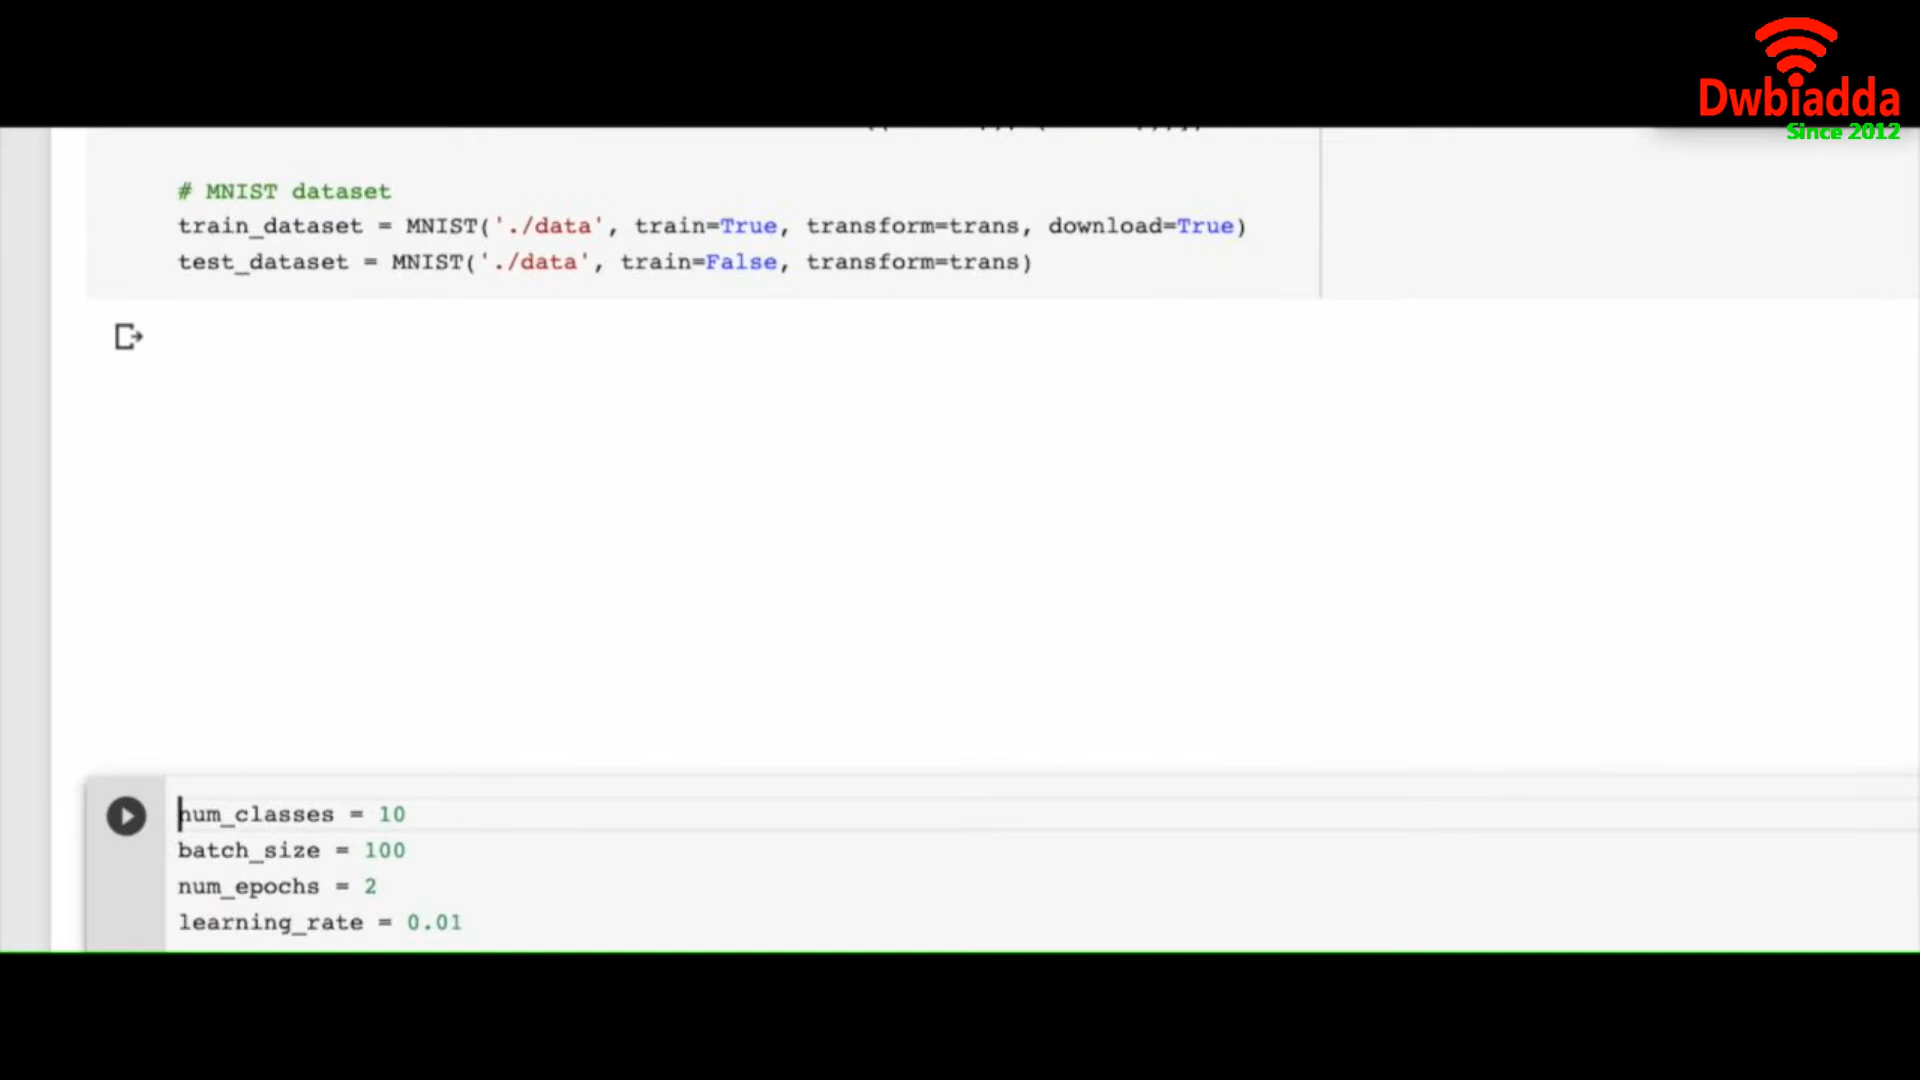 Dwbiadda
Since 2012
# MNIST dataset
train_dataset = MNIST('./data', train=True, transform=trans, download=True)
test_dataset = MNIST('./data', train=False, transform=trans)
num_classes = 10
batch_size = 100
num_epochs = 2
learning_rate = 0.01